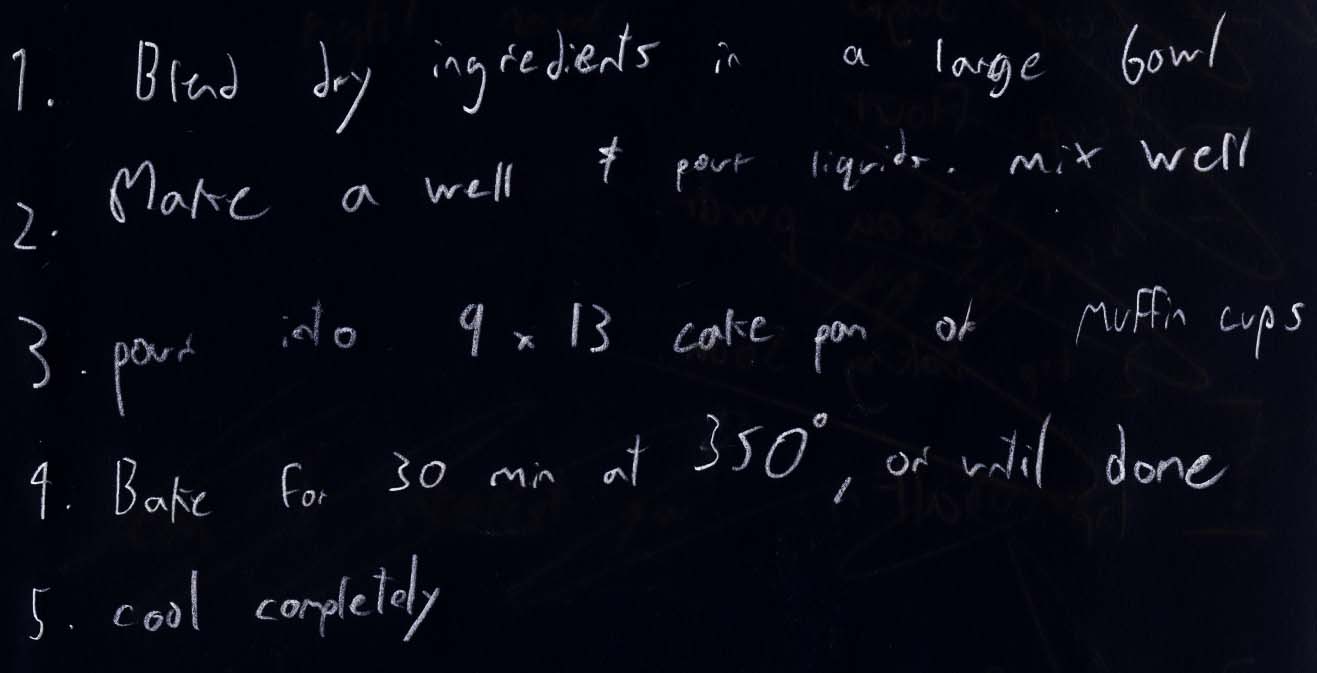 1. Blend dry ingredients in a large bowl
2. Make a well & pour liquids. mix well
3. pour into 9 x 13 cake pan or muffin cups
4. Bake for 30 min at 350°, or until done
5. cool completely